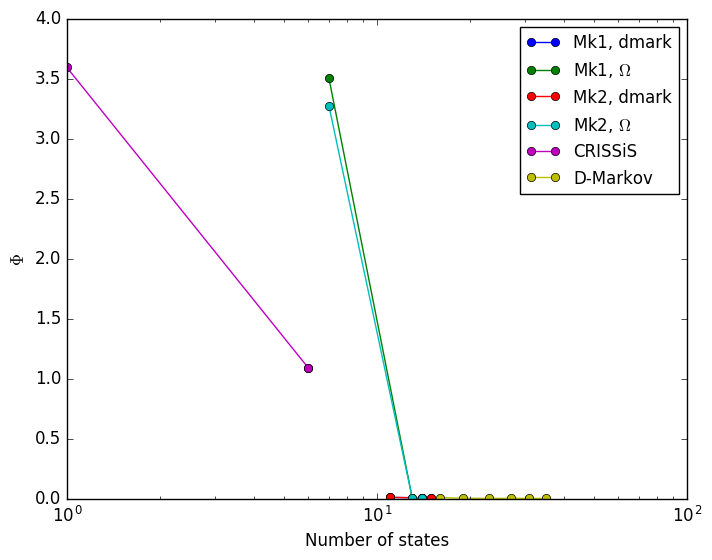 4.0
3.5
3.0
2.5
2.0
1.5
1.0
0.5
0.0
Φ
10⁰
10¹
10²
Number of states
Mk1, dmark
Mk1, Ω
Mk2, dmark
Mk2, Ω
CRISSiS
D-Markov